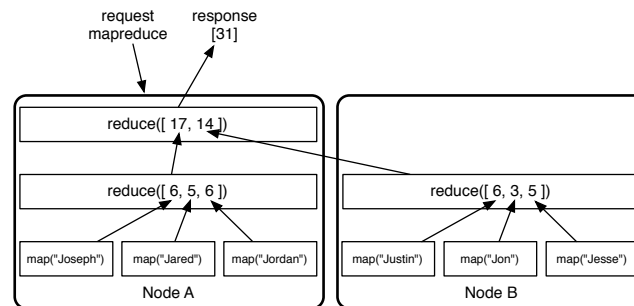 request
mapreduce
response
[31]
reduce([ 17, 14 ])
reduce([ 6, 5, 6 ])
reduce([ 6, 3, 5 ])
map("Joseph")
map("Jared")
map("Jordan")
map("Justin")
map("Jon")
map("Jesse")
Node A
Node B